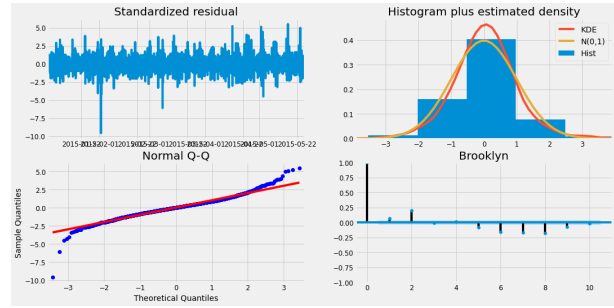 Standardized residual
5.0
2.5
0.0
−2.5
−5.0
−7.5
−10.0
Histogram plus estimated density
KDE
N(0,1)
Hist
0.4
0.3
0.2
0.1
0.0
−3 −2 −1 0 1 2 3
Normal Q-Q
Sample Quantiles
5.0
2.5
0.0
−2.5
−5.0
−7.5
−10.0
−3 −2 −1 0 1 2 3
Theoretical Quantiles
Brooklyn
1.00
0.75
0.50
0.25
0.00
−0.25
−0.50
−0.75
−1.00
0 2 4 6 8 10